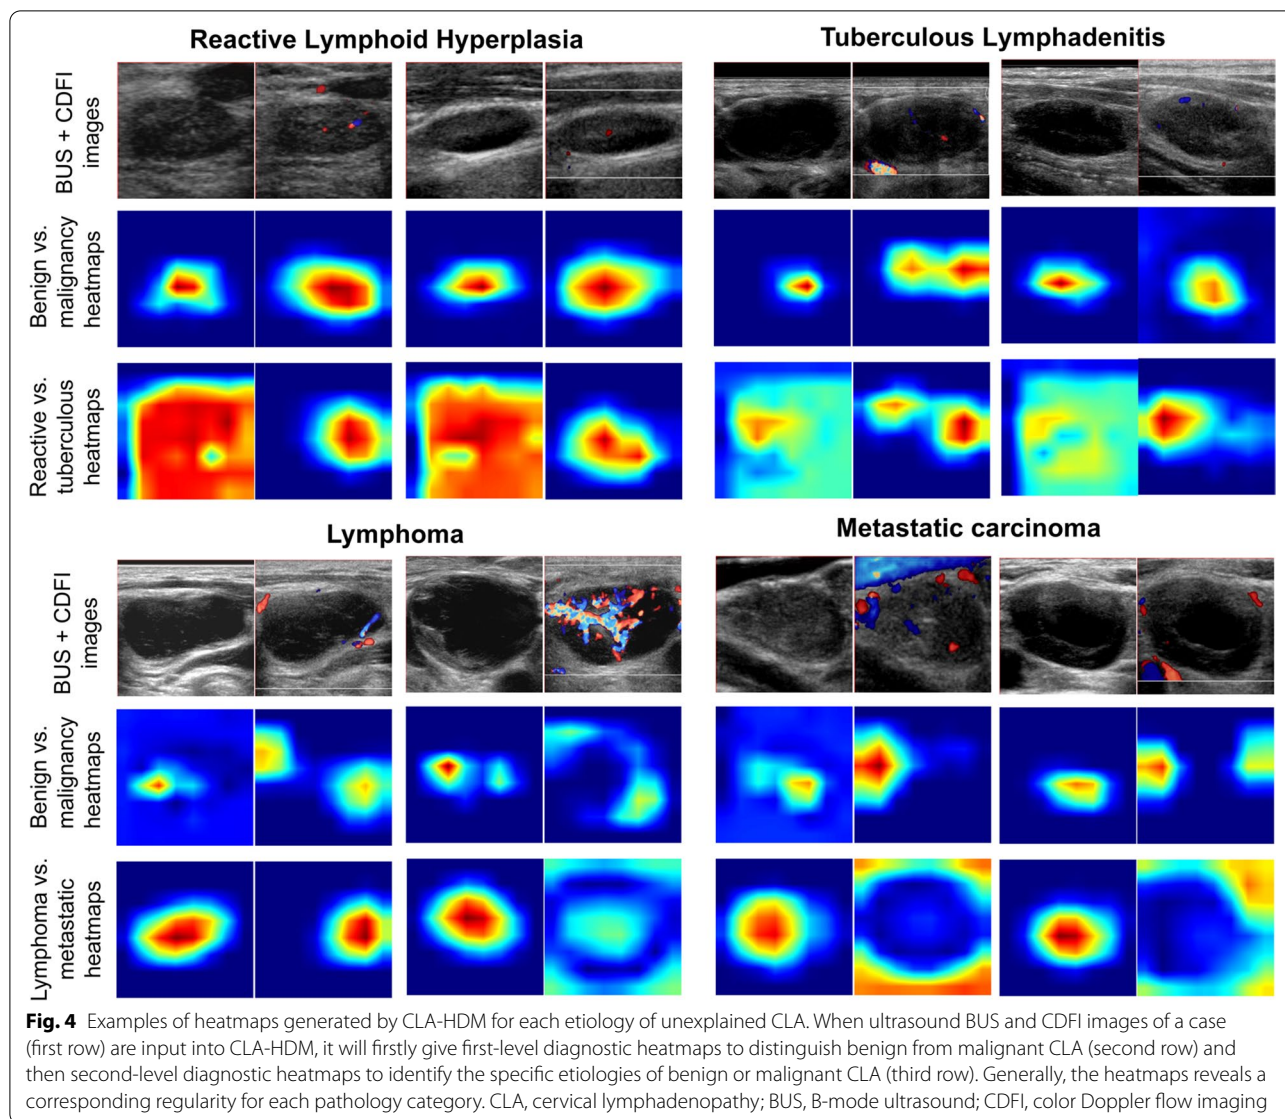 Reactive Lymphoid Hyperplasia
Tuberculous Lymphadenitis
BUS + CDFI
images
Benign vs.
malignancy
heatmaps
Reactive vs.
tuberculous
heatmaps
Lymphoma
Metastatic carcinoma
BUS + CDFI
images
Benign vs.
malignancy
heatmaps
Lymphoma vs.
metastatic
heatmaps
Fig. 4 Examples of heatmaps generated by CLA-HDM for each etiology of unexplained CLA. When ultrasound BUS and CDFI images of a case
(first row) are input into CLA-HDM, it will firstly give first-level diagnostic heatmaps to distinguish benign from malignant CLA (second row) and
then second-level diagnostic heatmaps to identify the specific etiologies of benign or malignant CLA (third row). Generally, the heatmaps reveals a
corresponding regularity for each pathology category. CLA, cervical lymphadenopathy; BUS, B-mode ultrasound; CDFI, color Doppler flow imaging